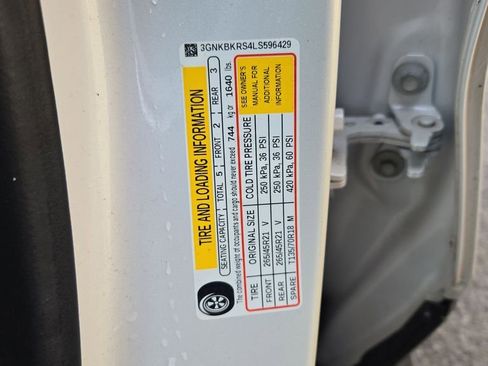 3GNKBKRS4LS596429
TIRE AND LOADING INFORMATION
SEATING CAPACITY TOTAL 5 FRONT 2 REAR 3
The combined weight of occupants and cargo should never exceed 744 kg or 1640 lbs.
TIRE ORIGINAL SIZE COLD TIRE PRESSURE
FRONT 265/45R21 V 250 kPa, 36 PSI
REAR 265/45R21 V 250 kPa, 36 PSI
SPARE T135/70R18 M 420 kPa, 60 PSI
SEE OWNER'S
MANUAL FOR
ADDITIONAL
INFORMATION